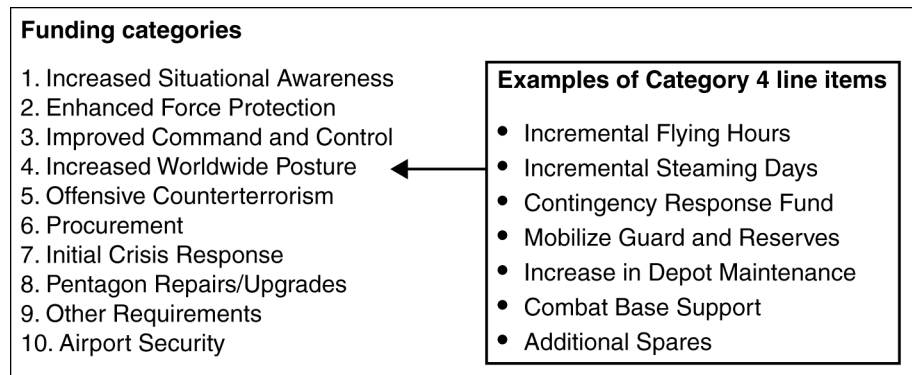 Funding categories
1. Increased Situational Awareness
2. Enhanced Force Protection
3. Improved Command and Control
4. Increased Worldwide Posture
5. Offensive Counterterrorism
6. Procurement
7. Initial Crisis Response
8. Pentagon Repairs/Upgrades
9. Other Requirements
10. Airport Security
Examples of Category 4 line items
• Incremental Flying Hours
• Incremental Steaming Days
• Contingency Response Fund
• Mobilize Guard and Reserves
• Increase in Depot Maintenance
• Combat Base Support
• Additional Spares